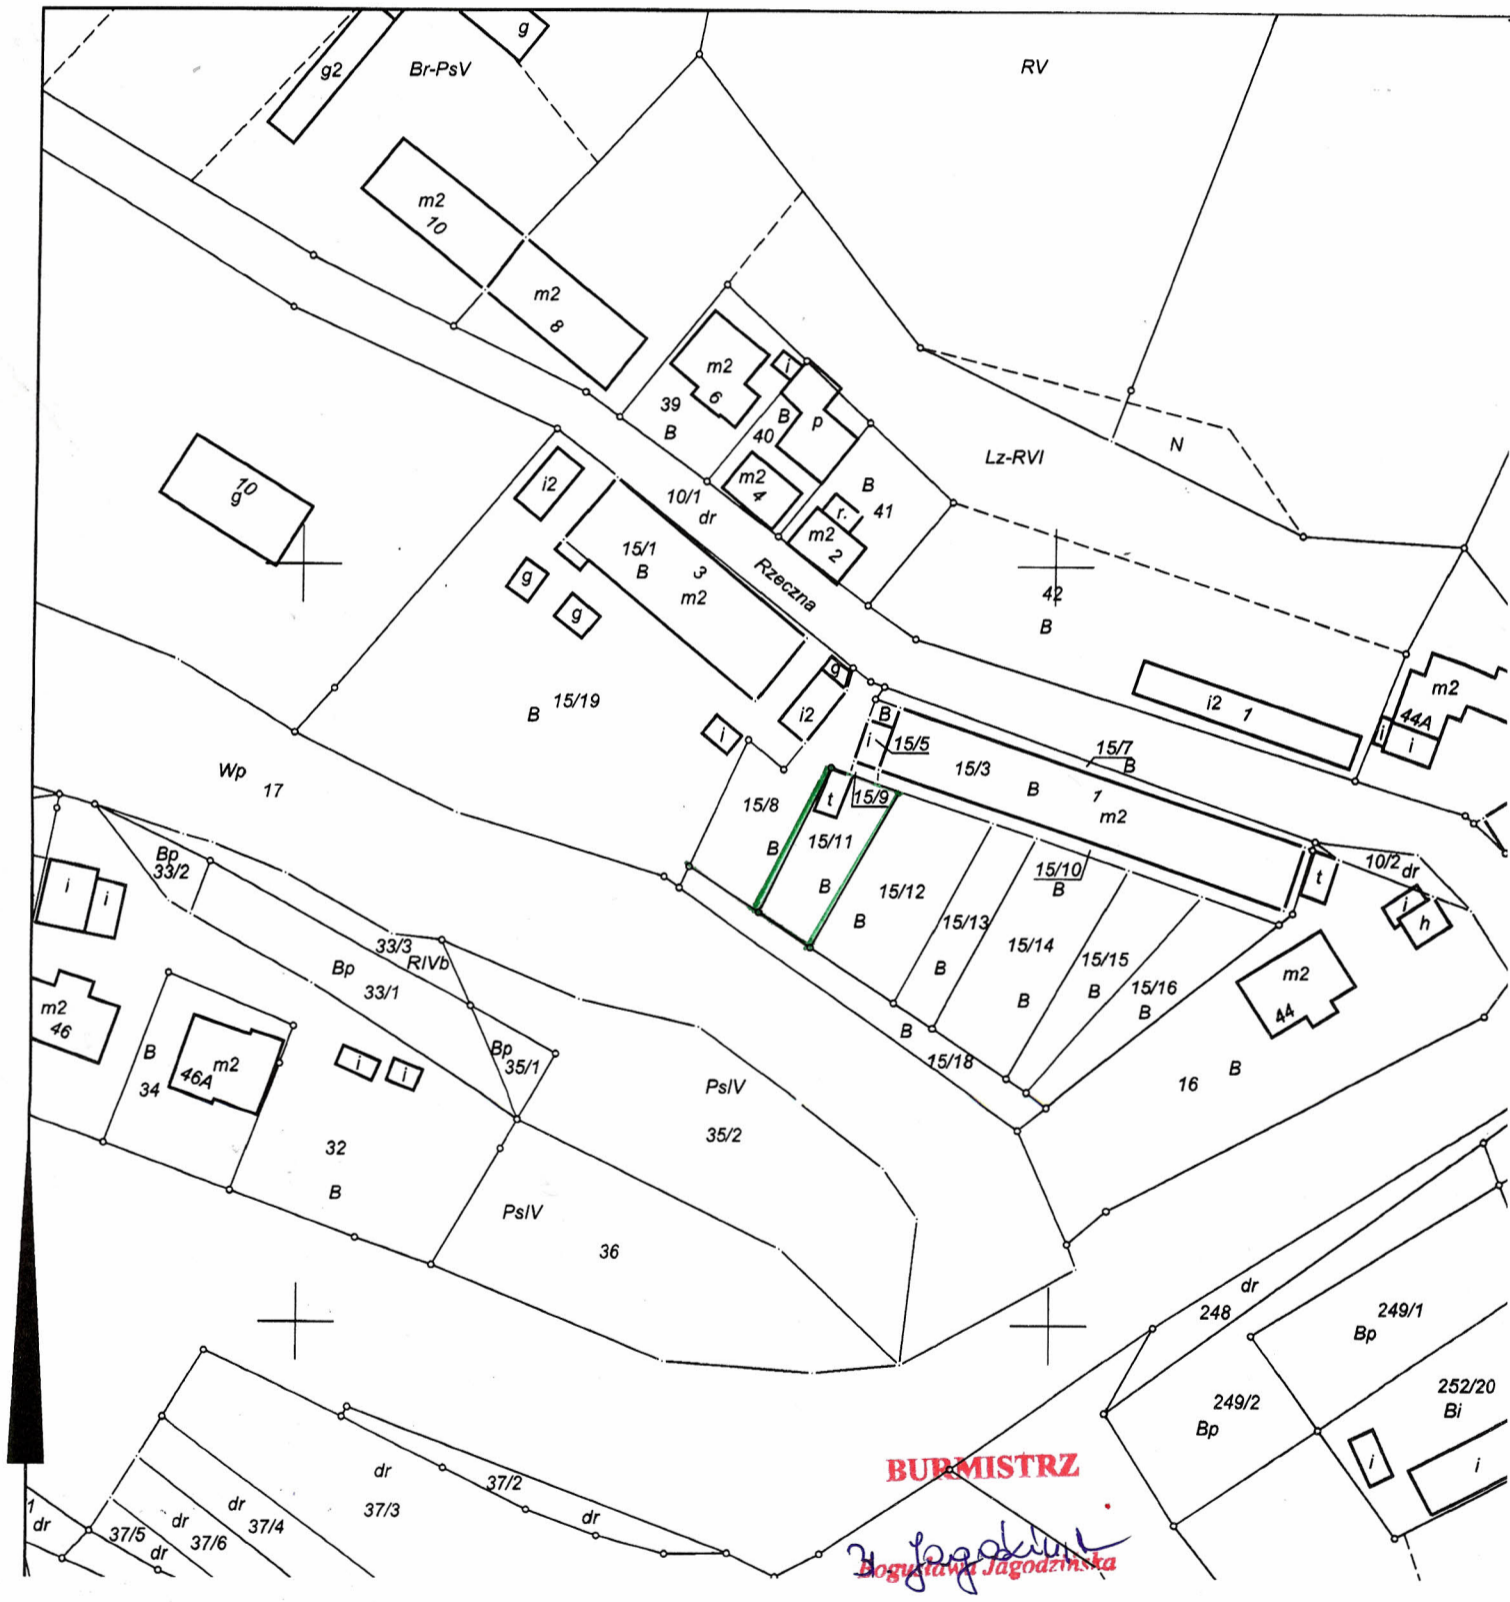 g
g2
Br-PsV
RV
m2
10
m2
8
m2
6
i
39
B
B
40
p
m2
4
B
41
r.
m2
2
Lz-RVI
N
10
g
i2
10/1
dr
15/1
B
3
m2
Rzeczna
g
g
42
B
g
i2
i
B
15/19
i2
1
m2
44A
i
i
B
i
15/5
15/7
B
15/3
B
1
m2
Wp
17
15/8
B
t
15/9
15/11
B
15/12
B
15/10
B
15/13
B
15/14
B
15/15
B
15/16
B
10/2
dr
t
i
h
m2
44
Bp
33/2
i
i
33/3
RIVb
Bp
33/1
m2
46
B
34
m2
46A
i
i
Bp
35/1
B
15/18
16
B
PsIV
35/2
32
B
PsIV
36
dr
248
249/1
Bp
249/2
Bp
252/20
Bi
i
i
dr
37/3
37/2
dr
dr
37/4
dr
37/6
37/5
dr
1
dr
BURMISTRZ
Bogusława Jagodzińska